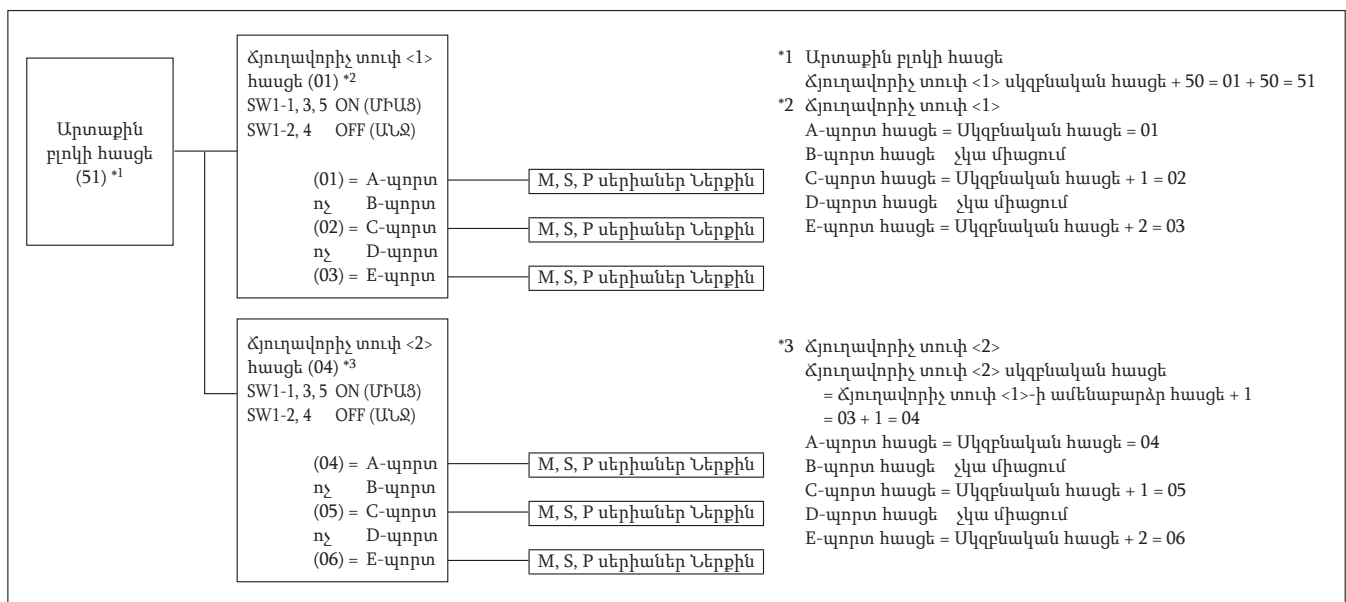 Արտաքին
բլոկի հասցե
(51) *1
Ճյուղավորիչ տուփ <1>
հասցե (01) *2
SW1-1, 3, 5 ON (ՄԻԱՑ)
SW1-2, 4 OFF (ԱՆՋ)
(01) = A-պորտ
ոչ B-պորտ
(02) = C-պորտ
ոչ D-պորտ
(03) = E-պորտ
M, S, P սերիաներ Ներքին
M, S, P սերիաներ Ներքին
M, S, P սերիաներ Ներքին
*1 Արտաքին բլոկի հասցե
Ճյուղավորիչ տուփ <1> սկզբնական հասցե + 50 = 01 + 50 = 51
*2 Ճյուղավորիչ տուփ <1>
A-պորտ հասցե = Սկզբնական հասցե = 01
B-պորտ հասցե չկա միացում
C-պորտ հասցե = Սկզբնական հասցե + 1 = 02
D-պորտ հասցե չկա միացում
E-պորտ հասցե = Սկզբնական հասցե + 2 = 03
Ճյուղավորիչ տուփ <2>
հասցե (04) *3
SW1-1, 3, 5 ON (ՄԻԱՑ)
SW1-2, 4 OFF (ԱՆՋ)
(04) = A-պորտ
ոչ B-պորտ
(05) = C-պորտ
ոչ D-պորտ
(06) = E-պորտ
M, S, P սերիաներ Ներքին
M, S, P սերիաներ Ներքին
M, S, P սերիաներ Ներքին
*3 Ճյուղավորիչ տուփ <2>
Ճյուղավորիչ տուփ <2> սկզբնական հասցե
= Ճյուղավորիչ տուփ <1>-ի ամենաբարձր հասցե + 1
= 03 + 1 = 04
A-պորտ հասցե = Սկզբնական հասցե = 04
B-պորտ հասցե չկա միացում
C-պորտ հասցե = Սկզբնական հասցե + 1 = 05
D-պորտ հասցե չկա միացում
E-պորտ հասցե = Սկզբնական հասցե + 2 = 06